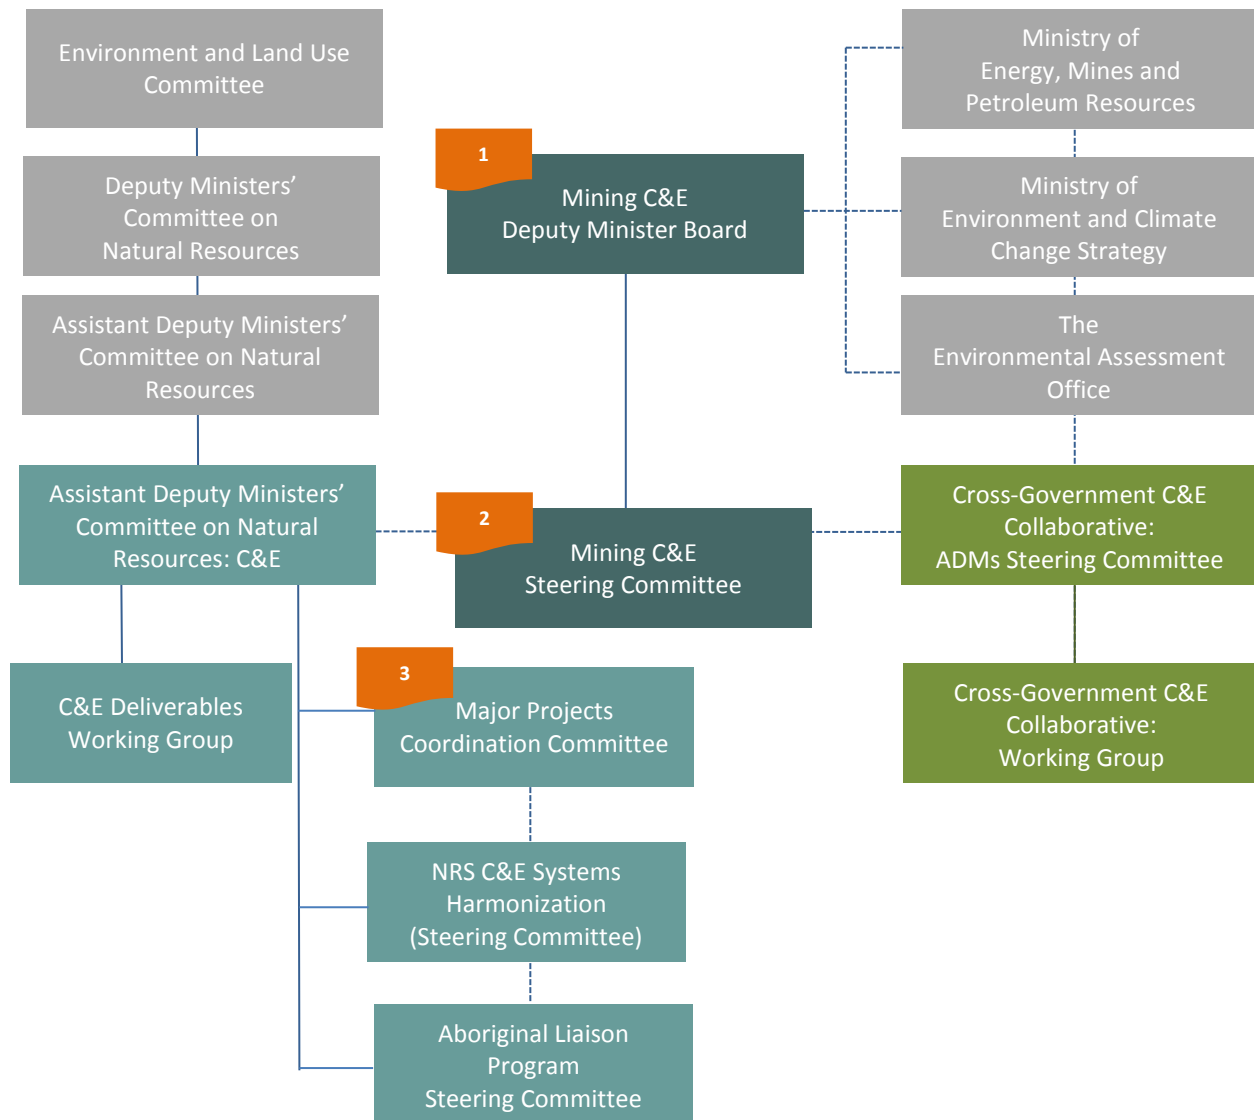 Environment and Land Use
Committee
Deputy Ministers’
Committee on
Natural Resources
Assistant Deputy Ministers’
Committee on Natural
Resources
Assistant Deputy Ministers’
Committee on Natural
Resources: C&E
C&E Deliverables
Working Group
1
Mining C&E
Deputy Minister Board
2
Mining C&E
Steering Committee
3
Major Projects
Coordination Committee
NRS C&E Systems
Harmonization
(Steering Committee)
Aboriginal Liaison
Program
Steering Committee
Ministry of
Energy, Mines and
Petroleum Resources
Ministry of
Environment and Climate
Change Strategy
The
Environmental Assessment
Office
Cross-Government C&E
Collaborative:
ADMs Steering Committee
Cross-Government C&E
Collaborative:
Working Group